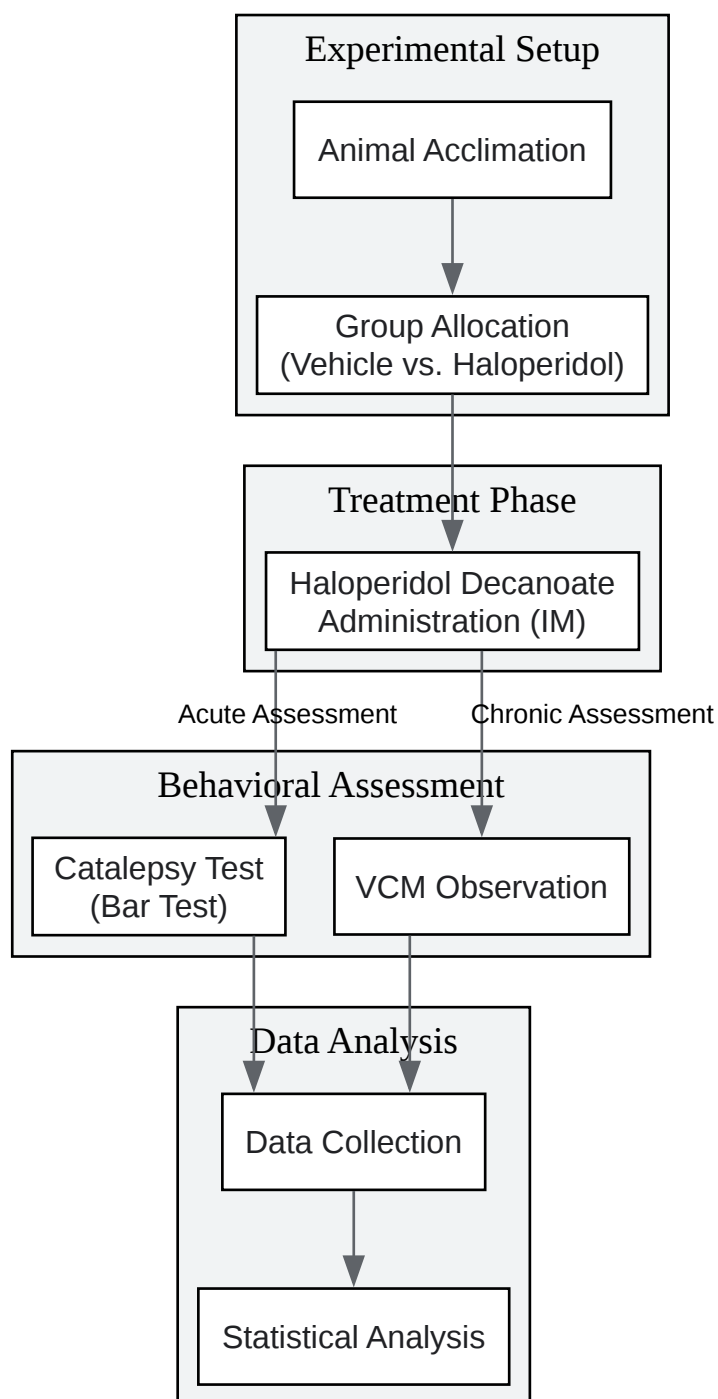 Experimental Setup
Animal Acclimation
Group Allocation
(Vehicle vs. Haloperidol)
Treatment Phase
Haloperidol Decanoate
Administration (IM)
Acute Assessment
Chronic Assessment
Behavioral Assessment
Catalepsy Test
(Bar Test)
VCM Observation
Data Analysis
Data Collection
Statistical Analysis